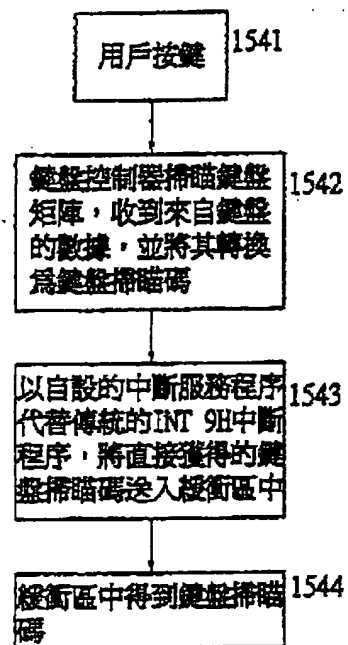 用戶按鍵
1541
鍵盤控制器掃瞄鍵盤
矩陣，收到來自鍵盤
的數據，並將其轉換
爲鍵盤掃瞄碼
1542
以自設的中斷服務程序
代替傳統的INT 9H中斷
程序，將直接獲得的鍵
盤掃瞄碼送入緩衝區中
1543
緩衝區中得到鍵盤掃瞄
碼
1544